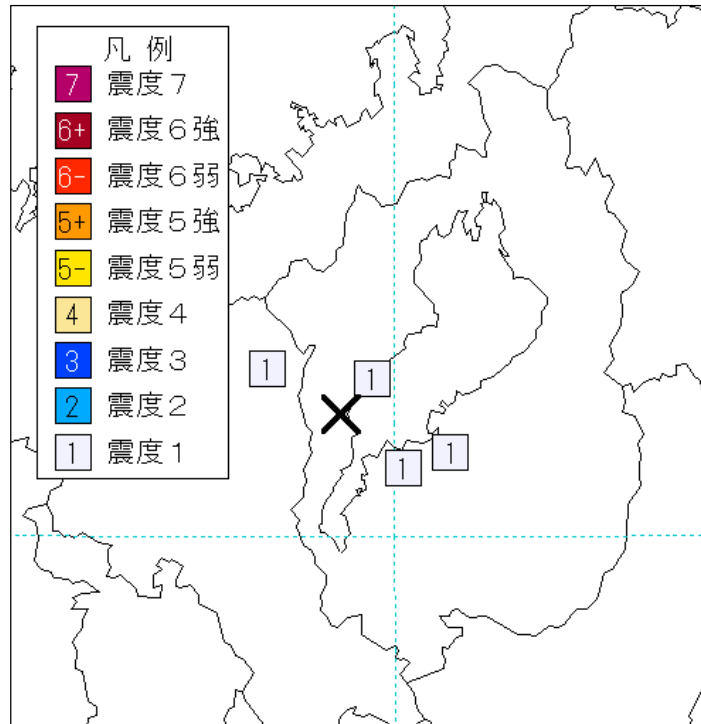 凡 例
7 震度７
6+ 震度６強
6- 震度６弱
5+ 震度５強
5- 震度５弱
4 震度４
3 震度３
2 震度２
1 震度１
1
1
1
1